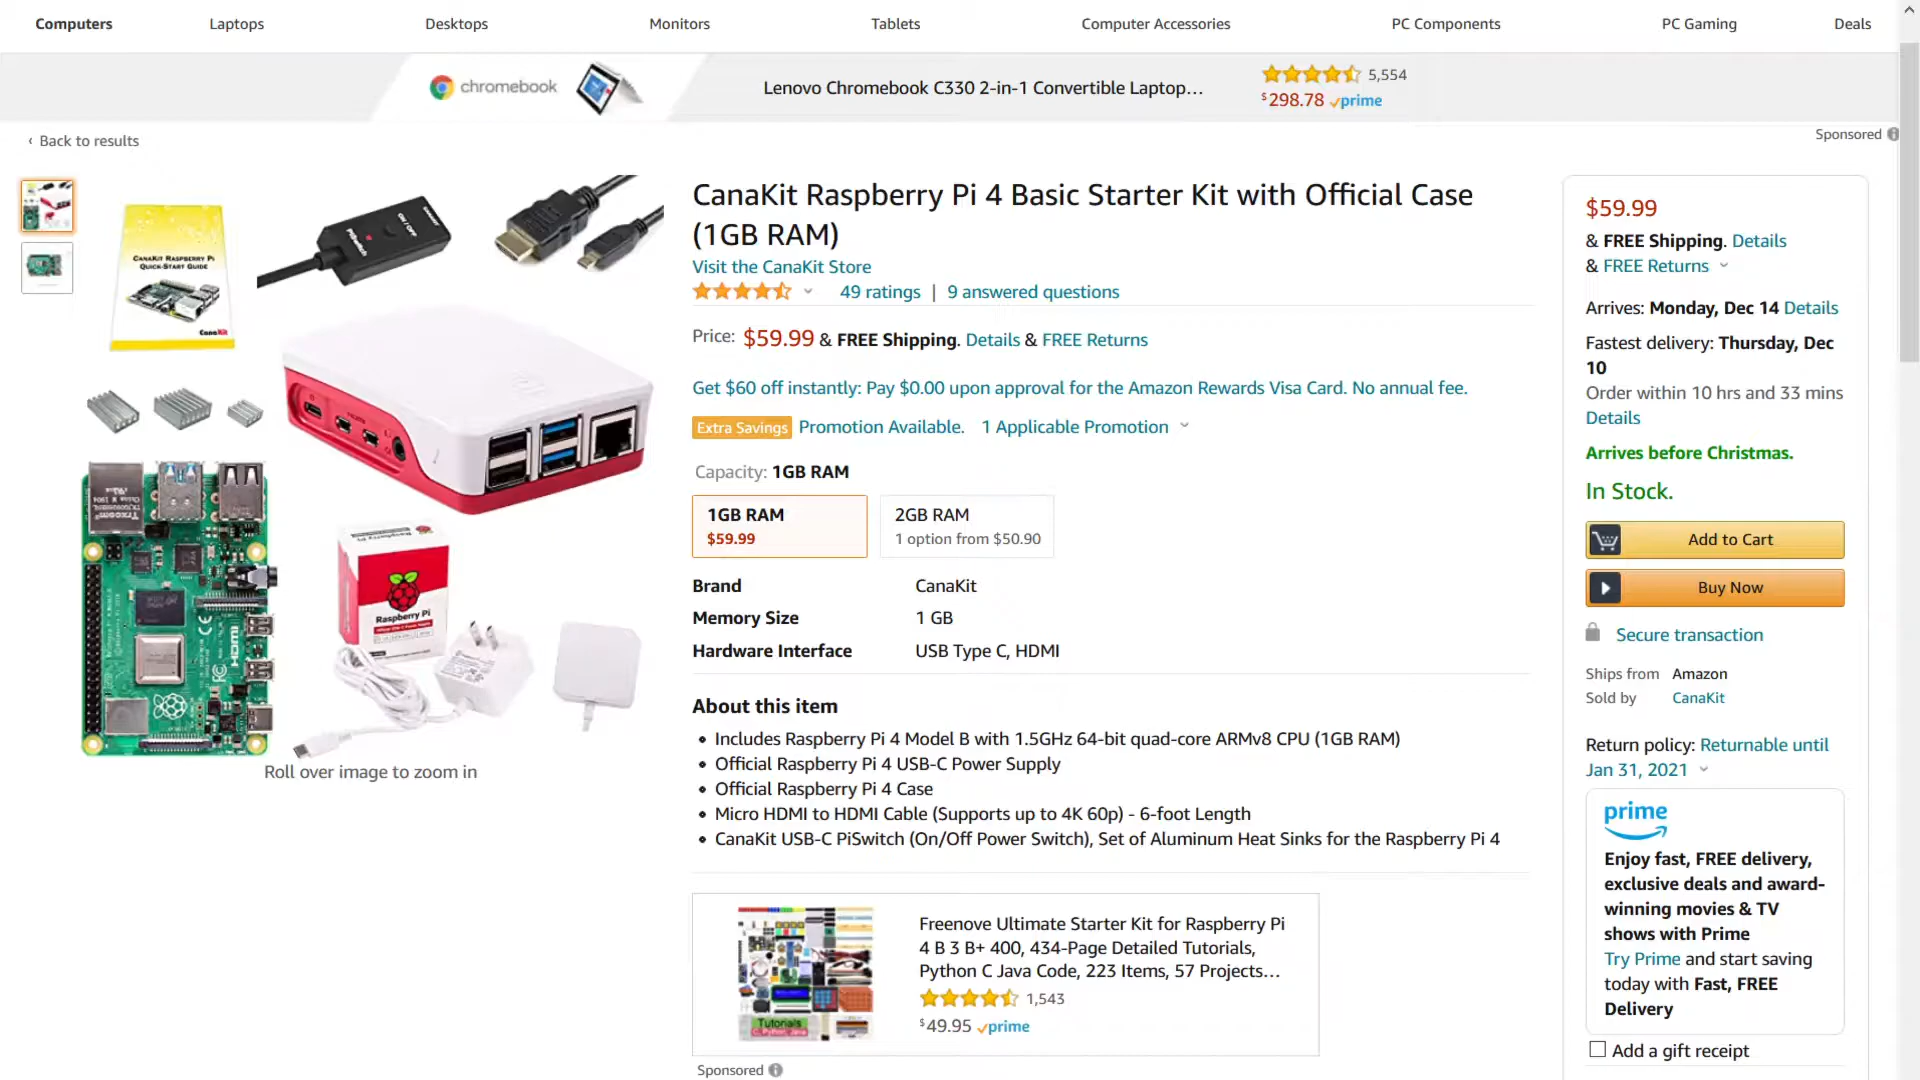 Computers
Laptops
Desktops
Monitors
Tablets
Computer Accessories
PC Components
PC Gaming
Deals
chromebook
Lenovo Chromebook C330 2-in-1 Convertible Laptop…
5,554
$298.78 prime
‹ Back to results
Sponsored
CANAKIT RASPBERRY PI
QUICK-START GUIDE
CanaKit
PiSwitch
ON / OFF
Raspberry Pi
HDMI
Roll over image to zoom in
CanaKit Raspberry Pi 4 Basic Starter Kit with Official Case
(1GB RAM)
Visit the CanaKit Store
49 ratings | 9 answered questions
Price: $59.99 & FREE Shipping. Details & FREE Returns
Get $60 off instantly: Pay $0.00 upon approval for the Amazon Rewards Visa Card. No annual fee.
Extra Savings Promotion Available. 1 Applicable Promotion
Capacity: 1GB RAM
1GB RAM
$59.99
2GB RAM
1 option from $50.90
Brand CanaKit
Memory Size 1 GB
Hardware Interface USB Type C, HDMI
About this item
• Includes Raspberry Pi 4 Model B with 1.5GHz 64-bit quad-core ARMv8 CPU (1GB RAM)
• Official Raspberry Pi 4 USB-C Power Supply
• Official Raspberry Pi 4 Case
• Micro HDMI to HDMI Cable (Supports up to 4K 60p) - 6-foot Length
• CanaKit USB-C PiSwitch (On/Off Power Switch), Set of Aluminum Heat Sinks for the Raspberry Pi 4
Freenove Ultimate Starter Kit for Raspberry Pi
4 B 3 B+ 400, 434-Page Detailed Tutorials,
Python C Java Code, 223 Items, 57 Projects…
1,543
$49.95 prime
Tutorials
Sponsored
$59.99
& FREE Shipping. Details
& FREE Returns
Arrives: Monday, Dec 14 Details
Fastest delivery: Thursday, Dec
10
Order within 10 hrs and 33 mins
Details
Arrives before Christmas.
In Stock.
Add to Cart
Buy Now
Secure transaction
Ships from Amazon
Sold by CanaKit
Return policy: Returnable until
Jan 31, 2021
prime
Enjoy fast, FREE delivery,
exclusive deals and award-
winning movies & TV
shows with Prime
Try Prime and start saving
today with Fast, FREE
Delivery
Add a gift receipt